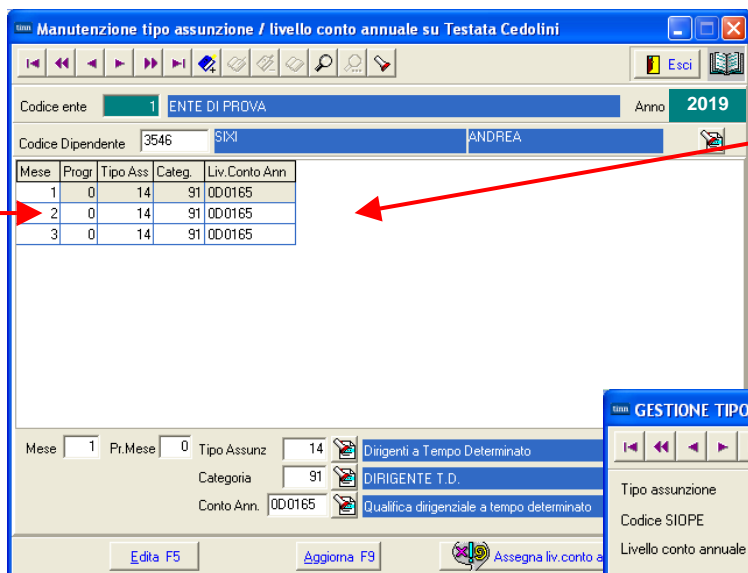 tinn Manutenzione tipo assunzione / livello conto annuale su Testata Cedolini
Esci
Codice ente 1 ENTE DI PROVA Anno 2019
Codice Dipendente 3546 SIXI ANDREA
Mese Progr Tipo Ass Categ. Liv.Conto Ann
1 0 14 91 0D0165
2 0 14 91 0D0165
3 0 14 91 0D0165
Mese 1 Pr.Mese 0 Tipo Assunz 14 Dirigenti a Tempo Determinato
Categoria 91 DIRIGENTE T.D.
Conto Ann. 0D0165 Qualifica dirigenziale a tempo determinato
Edita F5 Aggiorna F9 Assegna liv.conto a
tinn GESTIONE TIPO
Tipo assunzione
Codice SIOPE
Livello conto annuale